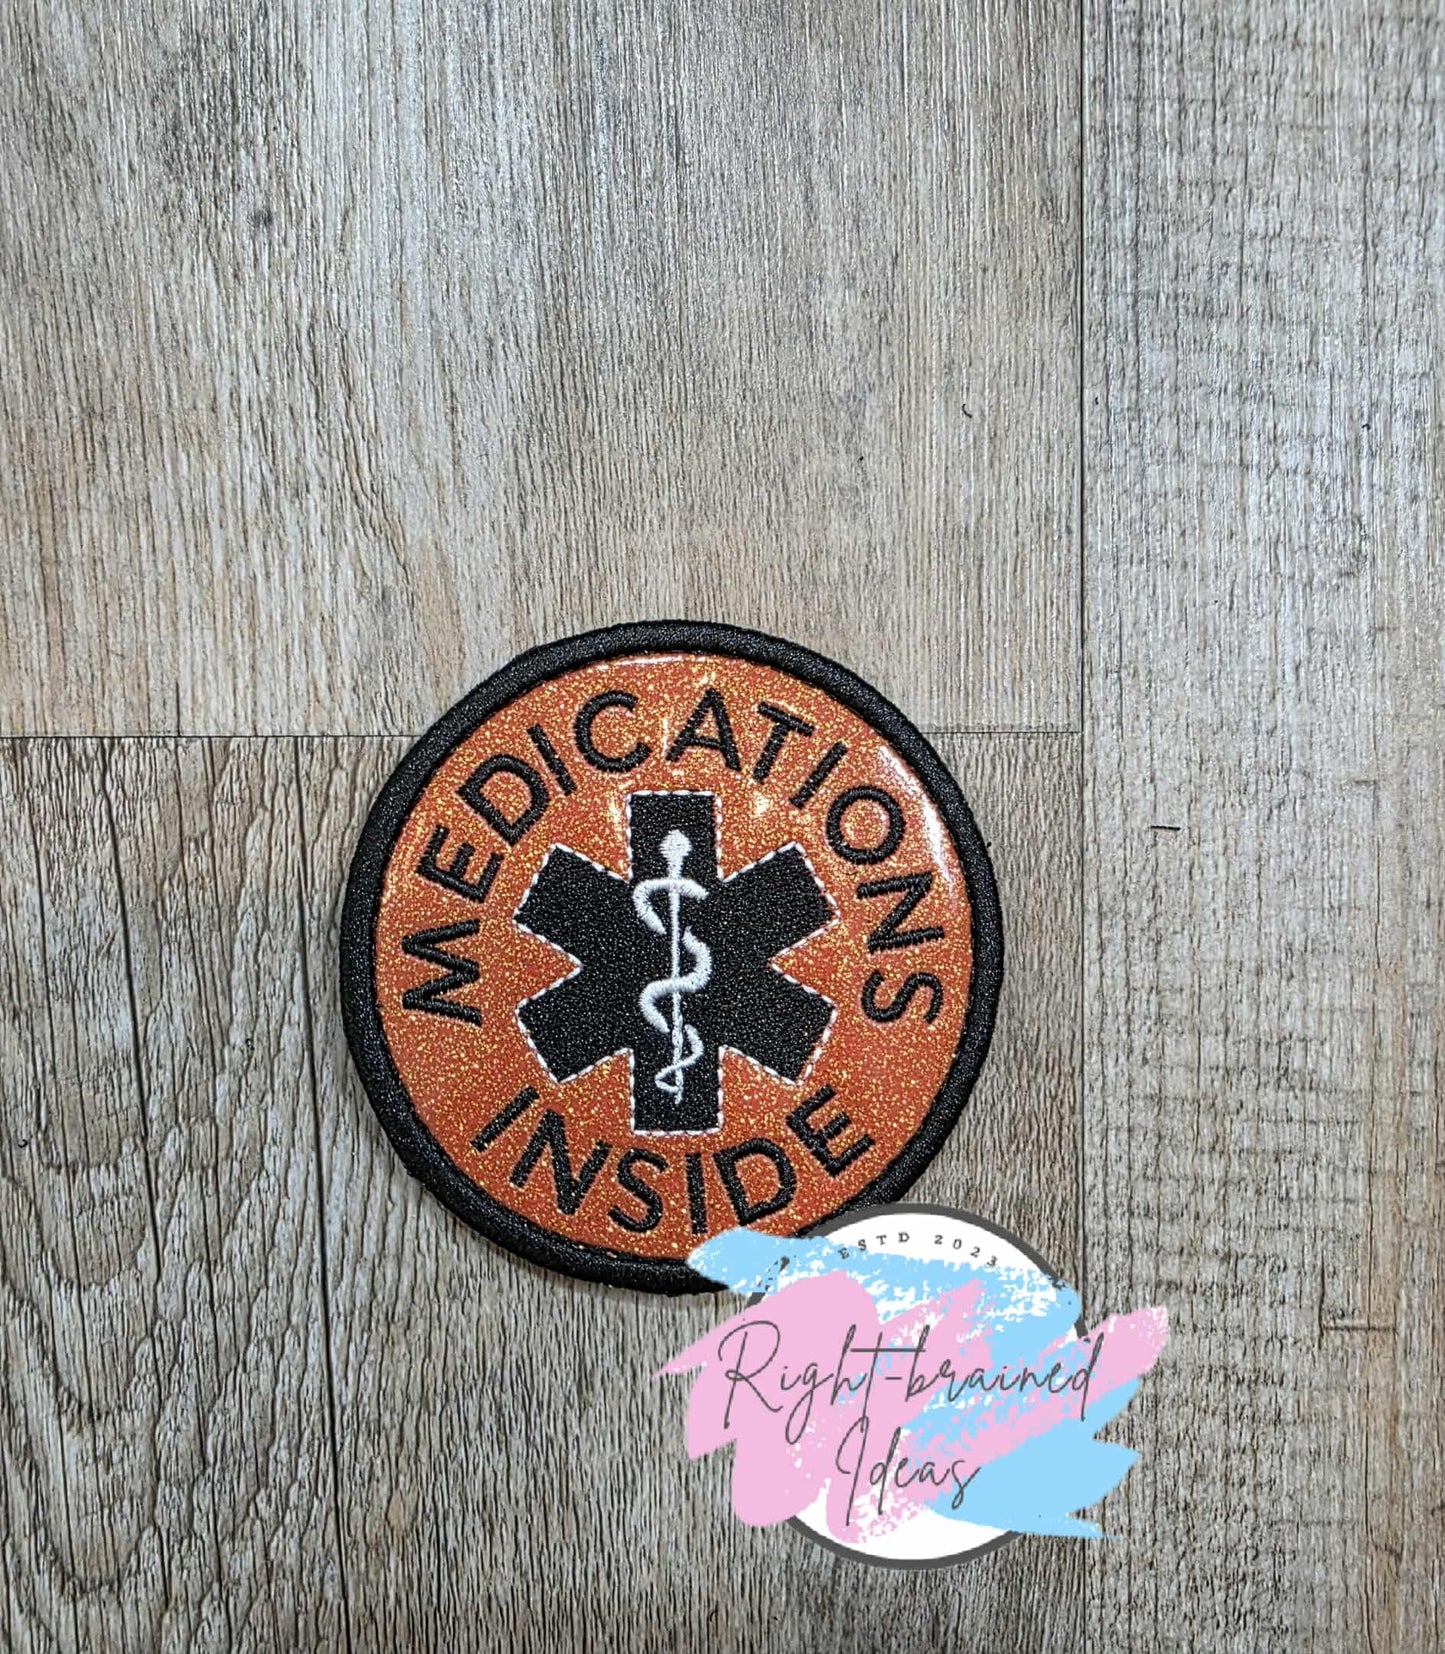 MEDICATIONS
INSIDE
ESTD 2023
Right-brained
Ideas